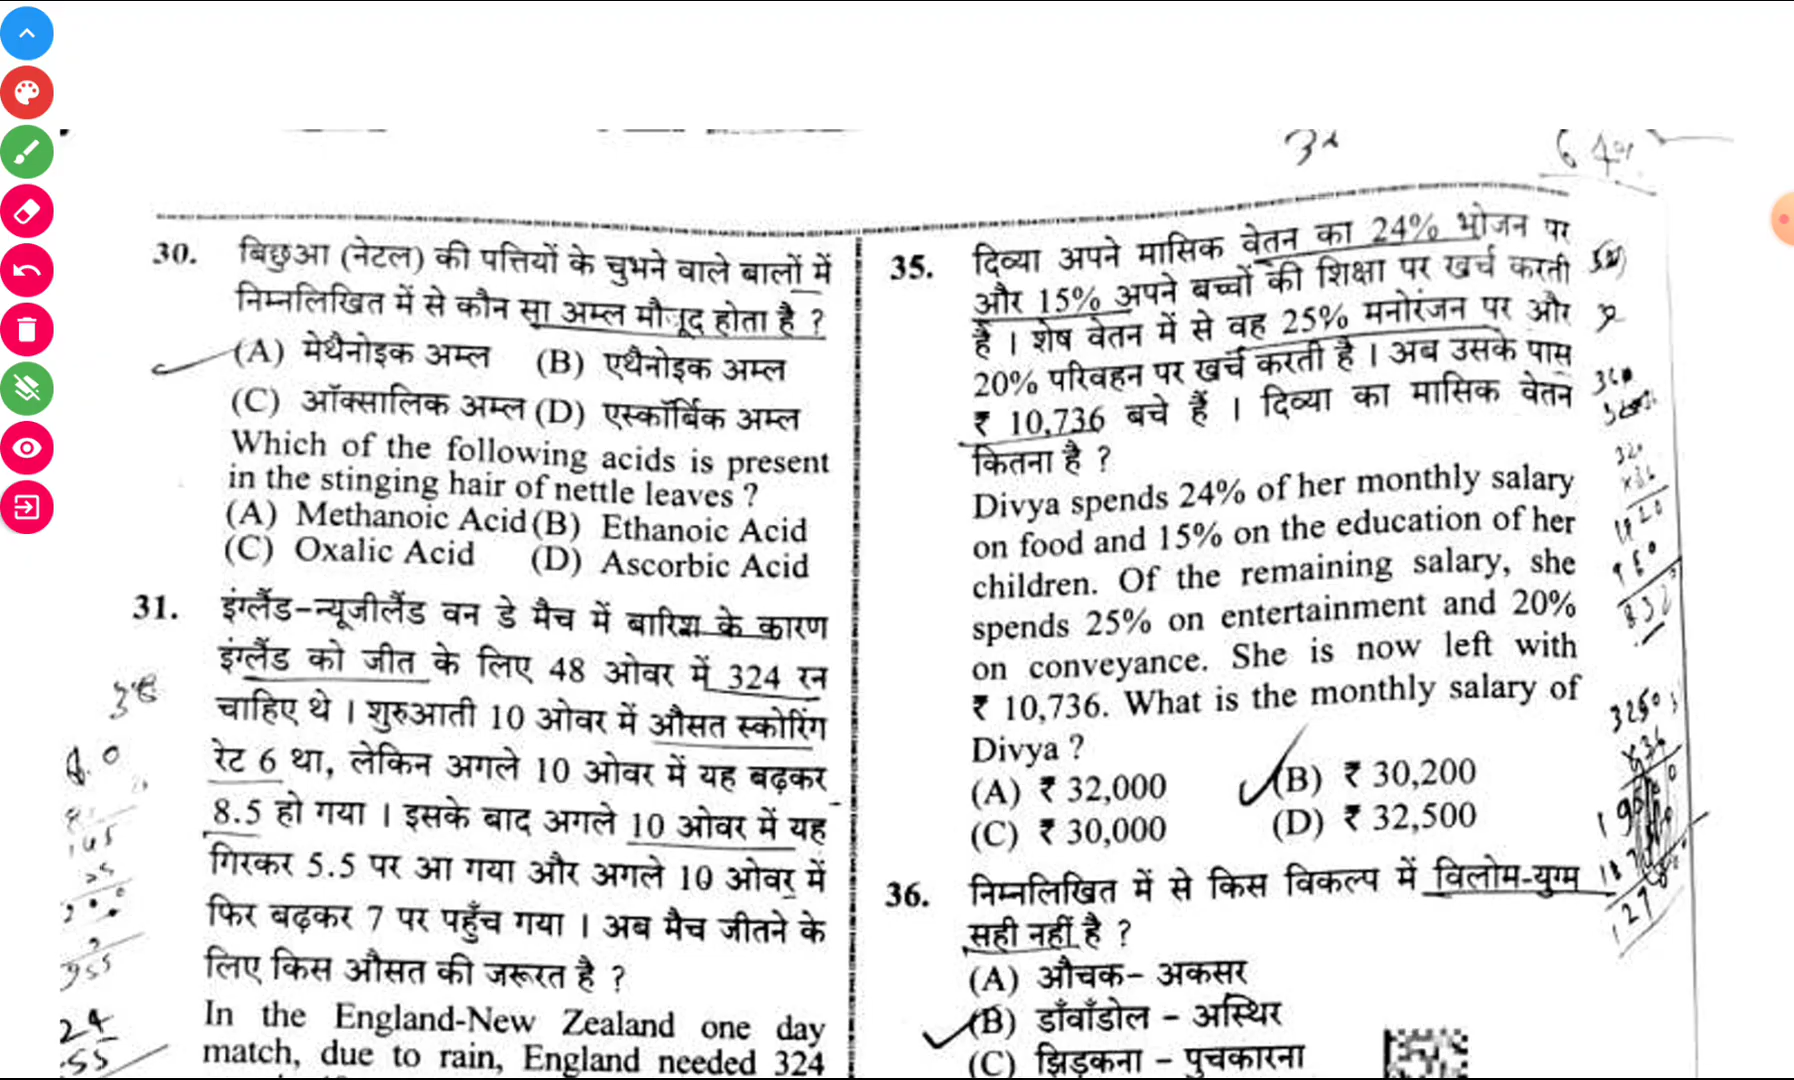 30. बिछुआ (नेटल) की पत्तियों के चुभने वाले बालों में
निम्नलिखित में से कौन सा अम्ल मौजूद होता है ?
(A) मेथैनोइक अम्ल (B) एथैनोइक अम्ल
(C) ऑक्सालिक अम्ल (D) एस्कॉर्बिक अम्ल
Which of the following acids is present
in the stinging hair of nettle leaves ?
(A) Methanoic Acid (B) Ethanoic Acid
(C) Oxalic Acid (D) Ascorbic Acid
31. इंग्लैंड-न्यूजीलैंड वन डे मैच में बारिश के कारण
इंग्लैंड को जीत के लिए 48 ओवर में 324 रन
चाहिए थे । शुरुआती 10 ओवर में औसत स्कोरिंग
रेट 6 था, लेकिन अगले 10 ओवर में यह बढ़कर
8.5 हो गया । इसके बाद अगले 10 ओवर में यह
गिरकर 5.5 पर आ गया और अगले 10 ओवर में
फिर बढ़कर 7 पर पहुँच गया । अब मैच जीतने के
लिए किस औसत की जरूरत है ?
In the England-New Zealand one day
match, due to rain, England needed 324
35. दिव्या अपने मासिक वेतन का 24% भोजन पर
और 15% अपने बच्चों की शिक्षा पर खर्च करती
है । शेष वेतन में से वह 25% मनोरंजन पर और
20% परिवहन पर खर्च करती है । अब उसके पास
₹ 10,736 बचे हैं । दिव्या का मासिक वेतन
कितना है ?
Divya spends 24% of her monthly salary
on food and 15% on the education of her
children. Of the remaining salary, she
spends 25% on entertainment and 20%
on conveyance. She is now left with
₹ 10,736. What is the monthly salary of
Divya ?
(A) ₹ 32,000 (B) ₹ 30,200
(C) ₹ 30,000 (D) ₹ 32,500
36. निम्नलिखित में से किस विकल्प में विलोम-युग्म
सही नहीं है ?
(A) औचक- अकसर
(B) डाँवाँडोल - अस्थिर
(C) झिड़कना - पुचकारना